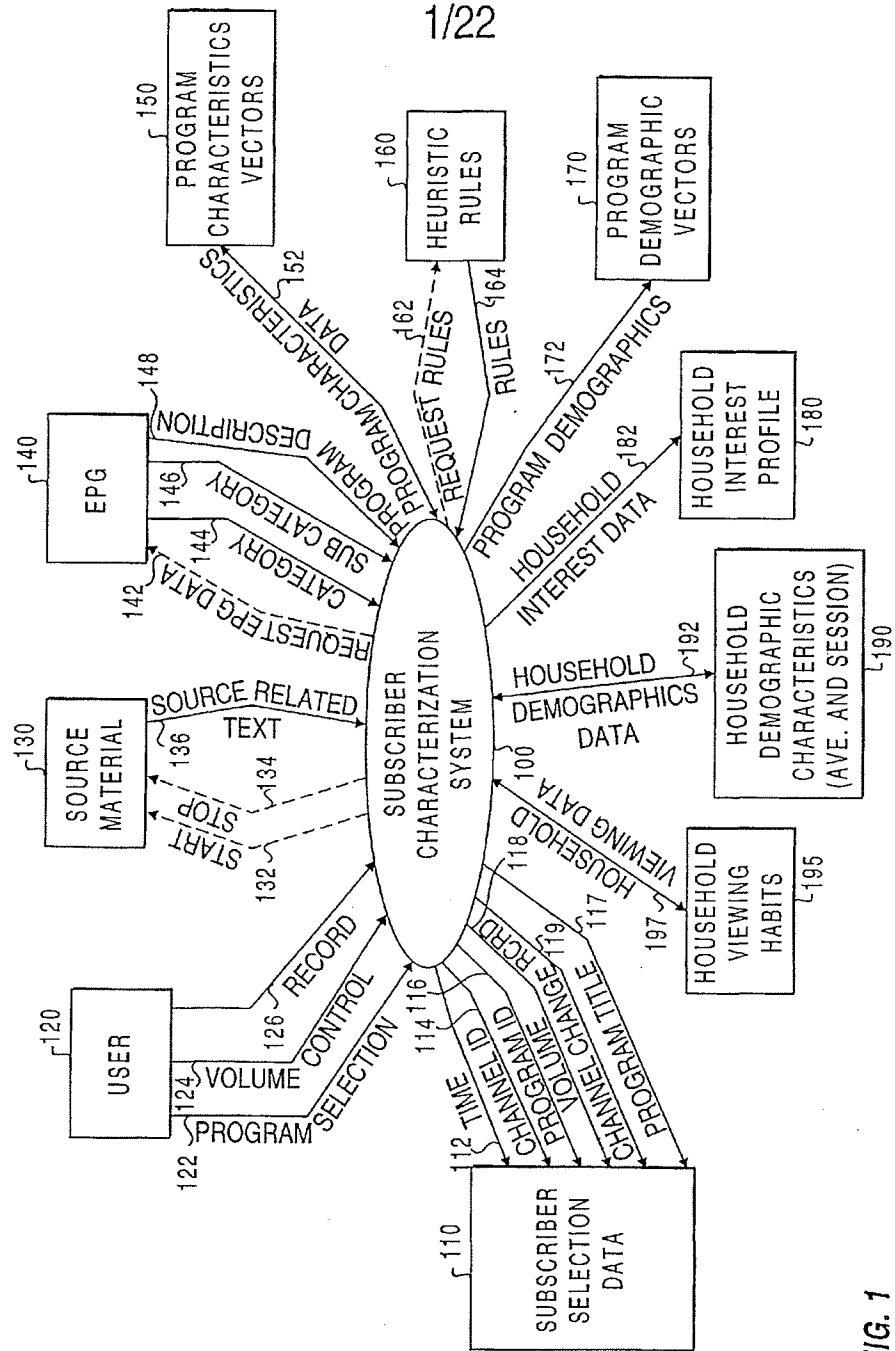 1/22
120
USER
122
PROGRAM
SELECTION
124
VOLUME
CONTROL
126
RECORD
130
SOURCE
MATERIAL
START
132
STOP
134
136
SOURCE RELATED
TEXT
140
EPG
142
REQUEST EPG DATA
144
CATEGORY
146
SUB CATEGORY
148
PROGRAM DESCRIPTION
150
PROGRAM
CHARACTERISTICS
VECTORS
PROGRAM CHARACTERISTICS
DATA
152
160
HEURISTIC
RULES
162
REQUEST RULES
RULES
164
170
PROGRAM
DEMOGRAPHIC
VECTORS
172
PROGRAM DEMOGRAPHICS
HOUSEHOLD
INTEREST DATA
182
HOUSEHOLD
INTEREST
PROFILE
180
HOUSEHOLD
DEMOGRAPHICS
DATA
192
HOUSEHOLD
DEMOGRAPHIC
CHARACTERISTICS
(AVE. AND SESSION)
190
HOUSEHOLD
VIEWING DATA
197
HOUSEHOLD
VIEWING
HABITS
195
SUBSCRIBER
CHARACTERIZATION
SYSTEM
100
110
SUBSCRIBER
SELECTION
DATA
112
TIME
114
CHANNEL ID
116
PROGRAM ID
VOLUME CHANGE
RCRD
118
119
CHANNEL
PROGRAM TITLE
117
FIG. 1